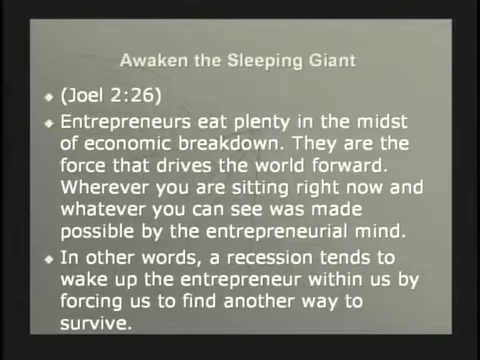 Awaken the Sleeping Giant
(Joel 2:26)
Entrepreneurs eat plenty in the midst
of economic breakdown. They are the
force that drives the world forward.
Wherever you are sitting right now and
whatever you can see was made
possible by the entrepreneurial mind.
In other words, a recession tends to
wake up the entrepreneur within us by
forcing us to find another way to
survive.